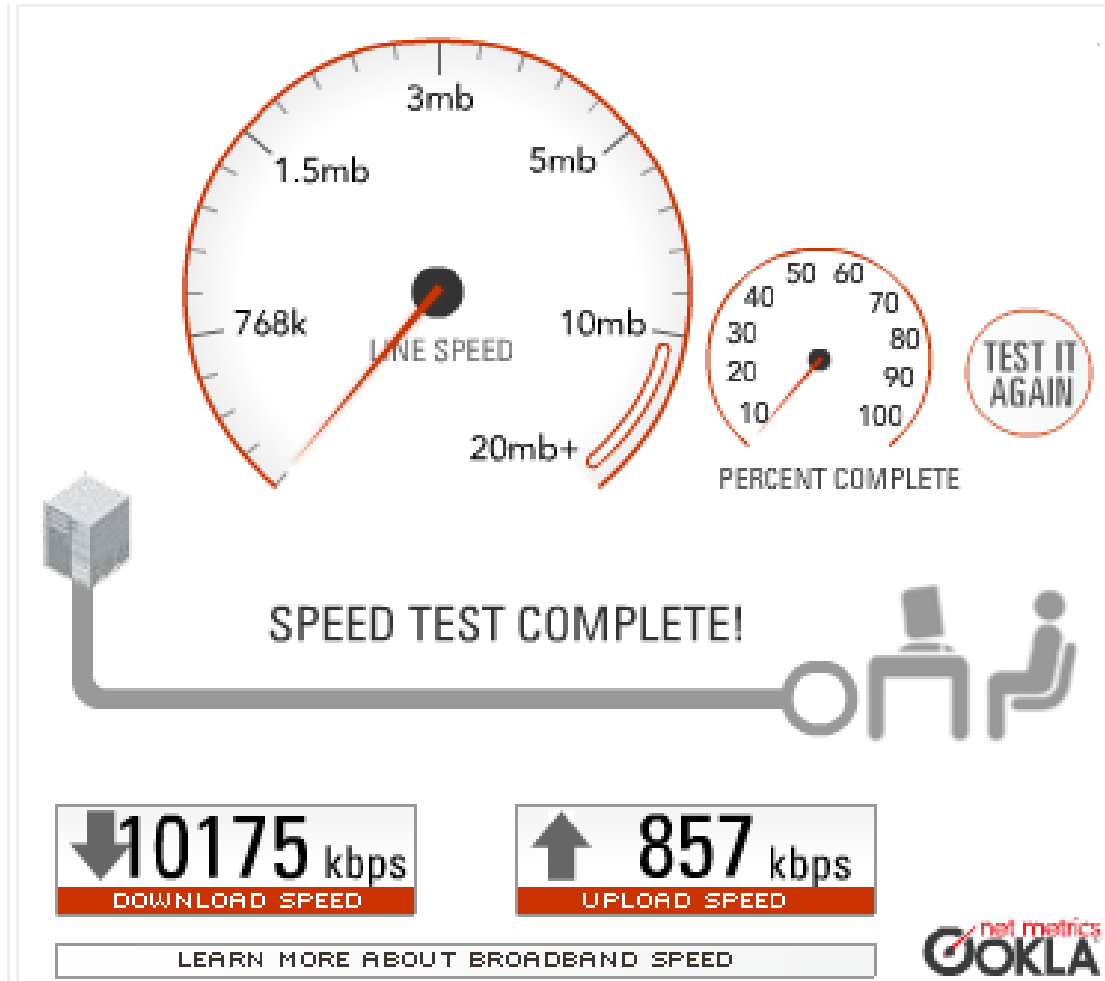 3mb
1.5mb
5mb
768k
10mb
LINE SPEED
20mb+
50 60
40
70
30
80
20
90
10
100
TEST IT
AGAIN
PERCENT COMPLETE
SPEED TEST COMPLETE!
10175 kbps
DOWNLOAD SPEED
857 kbps
UPLOAD SPEED
LEARN MORE ABOUT BROADBAND SPEED
net metrics
OOKLA